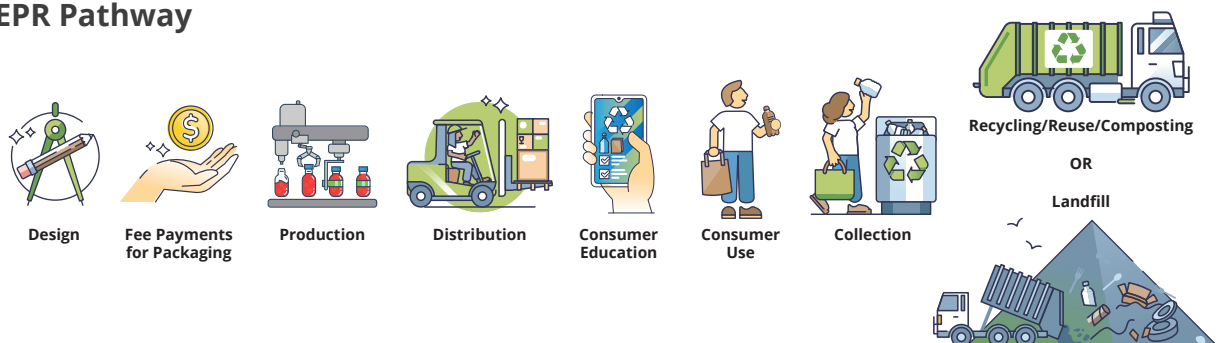 EPR Pathway
Design
Fee Payments
for Packaging
Production
Distribution
Consumer
Education
Consumer
Use
Collection
Recycling/Reuse/Composting
OR
Landfill
$